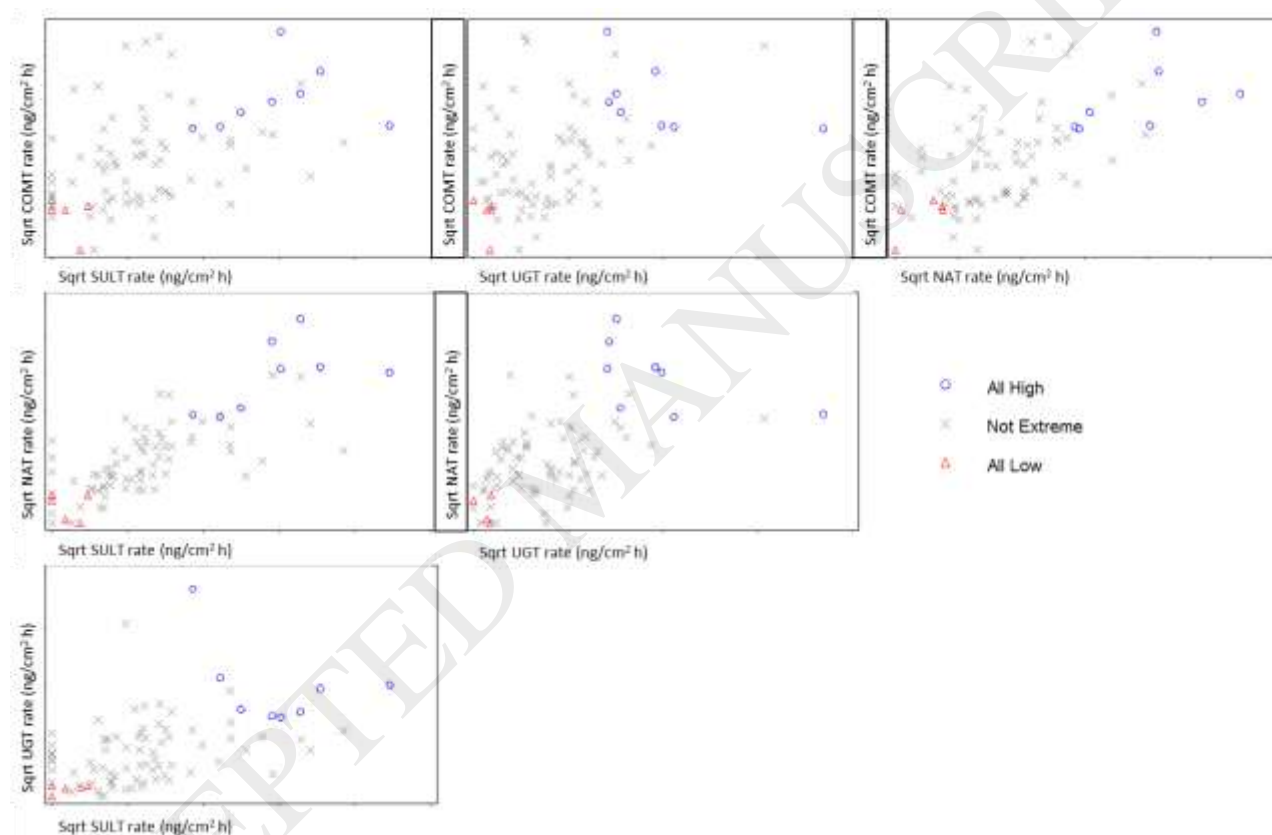 Sqrt COMT rate (ng/cm² h)
Sqrt SULT rate (ng/cm² h)
Sqrt COMT rate (ng/cm² h)
Sqrt UGT rate (ng/cm² h)
Sqrt COMT rate (ng/cm² h)
Sqrt NAT rate (ng/cm² h)
Sqrt NAT rate (ng/cm² h)
Sqrt SULT rate (ng/cm² h)
Sqrt NAT rate (ng/cm² h)
Sqrt UGT rate (ng/cm² h)
All High
Not Extreme
All Low
Sqrt UGT rate (ng/cm² h)
Sqrt SULT rate (ng/cm² h)
EPTED MANUSCRI